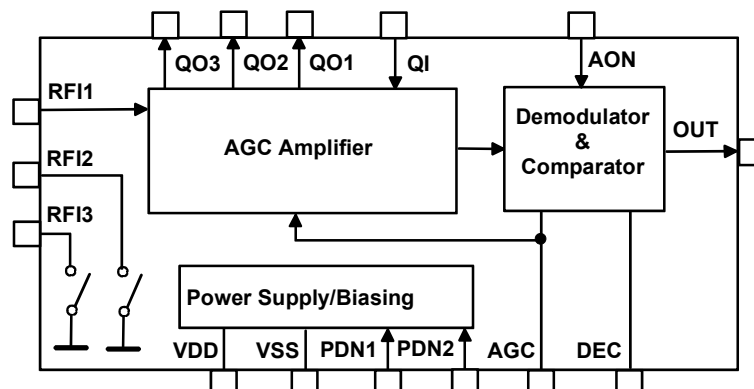 QO3 QO2 QO1 QI AON
RFI1
AGC Amplifier
Demodulator
&
Comparator
OUT
RFI2
RFI3
Power Supply/Biasing
VDD VSS PDN1 PDN2 AGC DEC